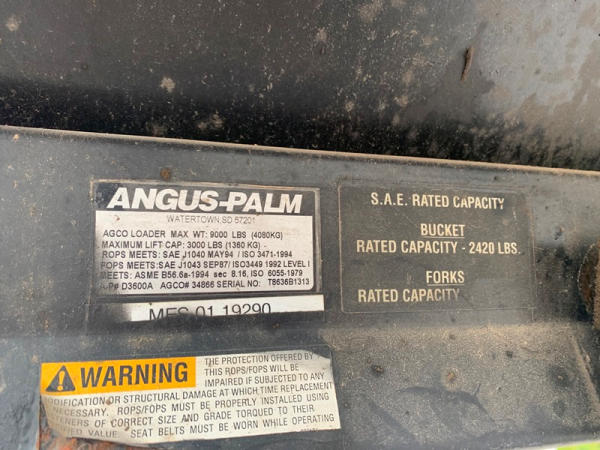 ANGUS-PALM
WATERTOWN, SD 57201
AGCO LOADER MAX WT: 9000 LBS (4080KG)
MAXIMUM LIFT CAP: 3000 LBS (1360 KG) -
ROPS MEETS: SAE J1040 MAY94 / ISO 3471-1994
FOPS MEETS: SAE J1043 SEP87/ ISO3449 1992 LEVEL I
MEETS: ASME B56.6a-1994 sec 8.16, ISO 6055-1979
A-P# D3600A AGCO# 34866 SERIAL NO: T8636B1313
MFS 01 19290
S.A.E. RATED CAPACITY
BUCKET
RATED CAPACITY - 2420 LBS.
FORKS
RATED CAPACITY
WARNING
THE PROTECTION OFFERED BY
THIS ROPS/FOPS WILL BE
IMPAIRED IF SUBJECTED TO ANY
MODIFICATION OR STRUCTURAL DAMAGE AT WHICH TIME REPLACEMENT
NECESSARY. ROPS/FOPS MUST BE PROPERLY INSTALLED USING
OF CORRECT SIZE AND GRADE TORQUED TO THEIR
VALUE. SEAT BELTS MUST BE WORN WHILE OPERATING